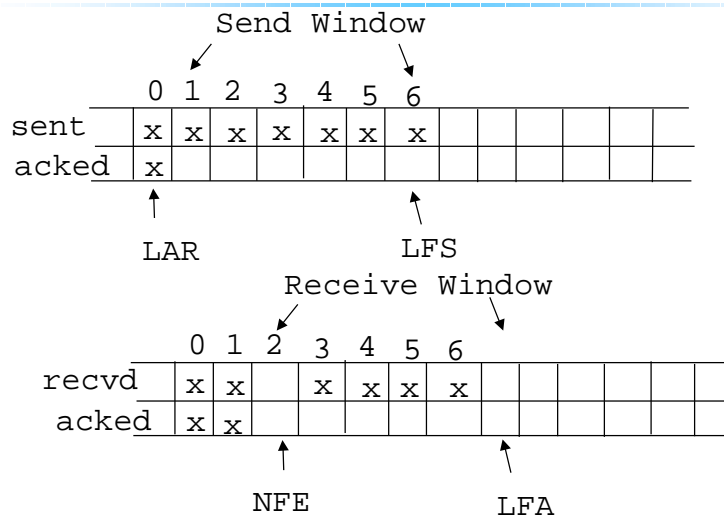 Send Window
0 1 2 3 4 5 6
sent x x x x x x x
acked x
LAR LFS
Receive Window
0 1 2 3 4 5 6
recvd x x x x x x
acked x x
NFE LFA